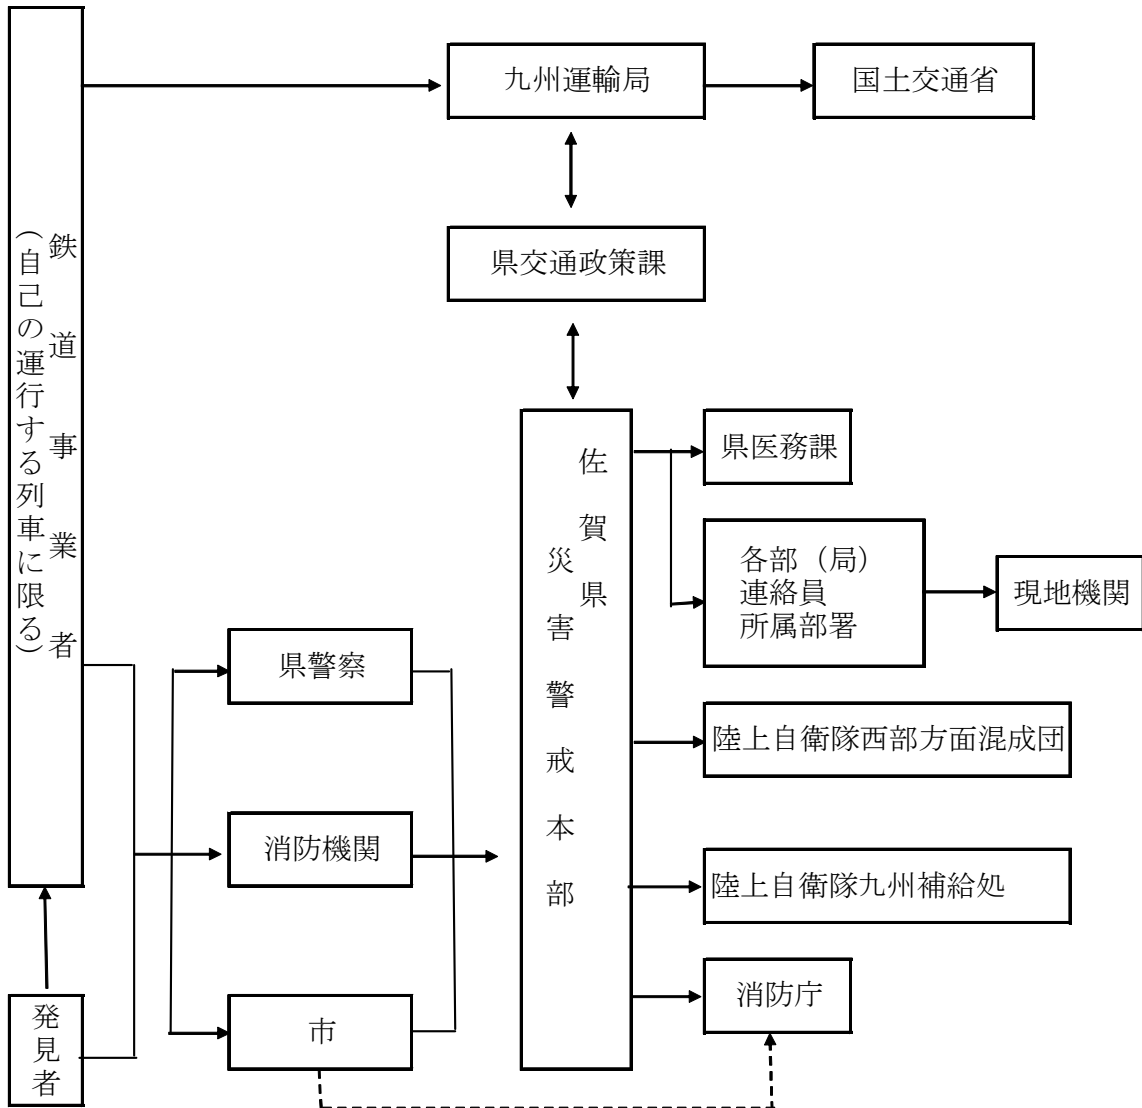 鉄道事業者
(自己の運行する列車に限る)
九州運輸局
国土交通省
県交通政策課
佐賀県
災害警戒本部
県医務課
各部（局）
連絡員
所属部署
現地機関
県警察
陸上自衛隊西部方面混成団
消防機関
陸上自衛隊九州補給処
発見者
市
消防庁